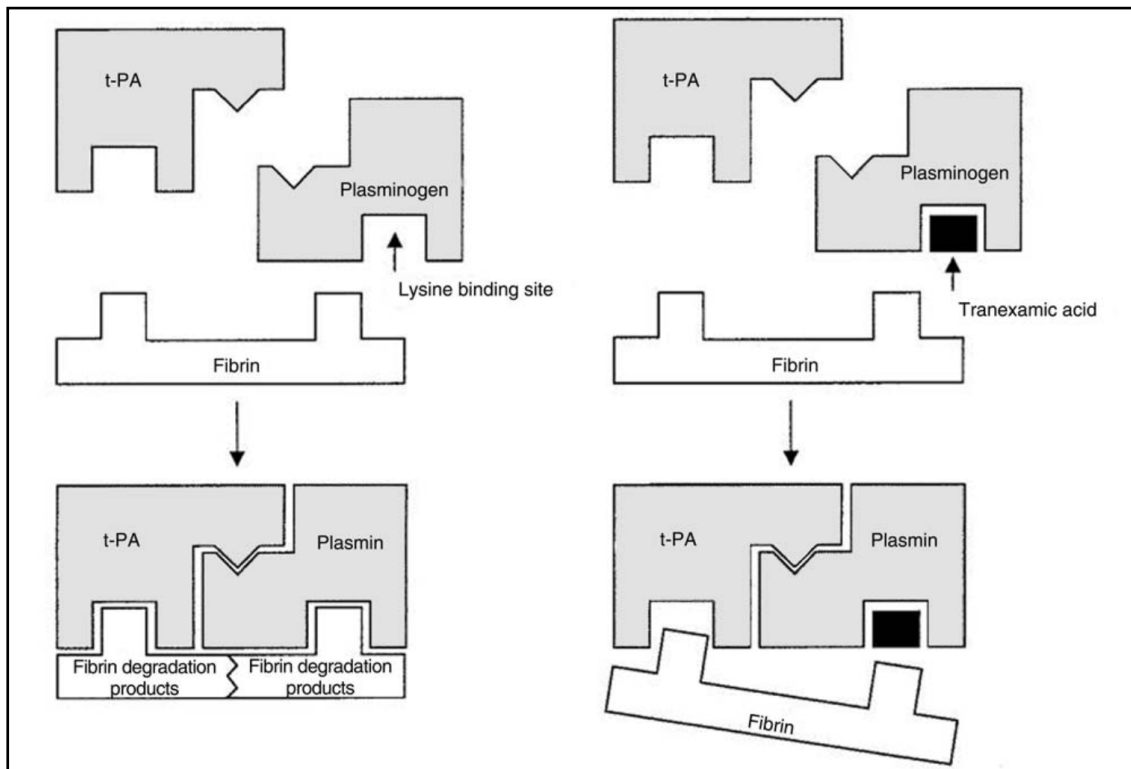 t-PA
Plasminogen
Lysine binding site
Fibrin
t-PA
Plasmin
Fibrin degradation
products
Fibrin degradation
products
t-PA
Plasminogen
Tranexamic acid
Fibrin
t-PA
Plasmin
Fibrin